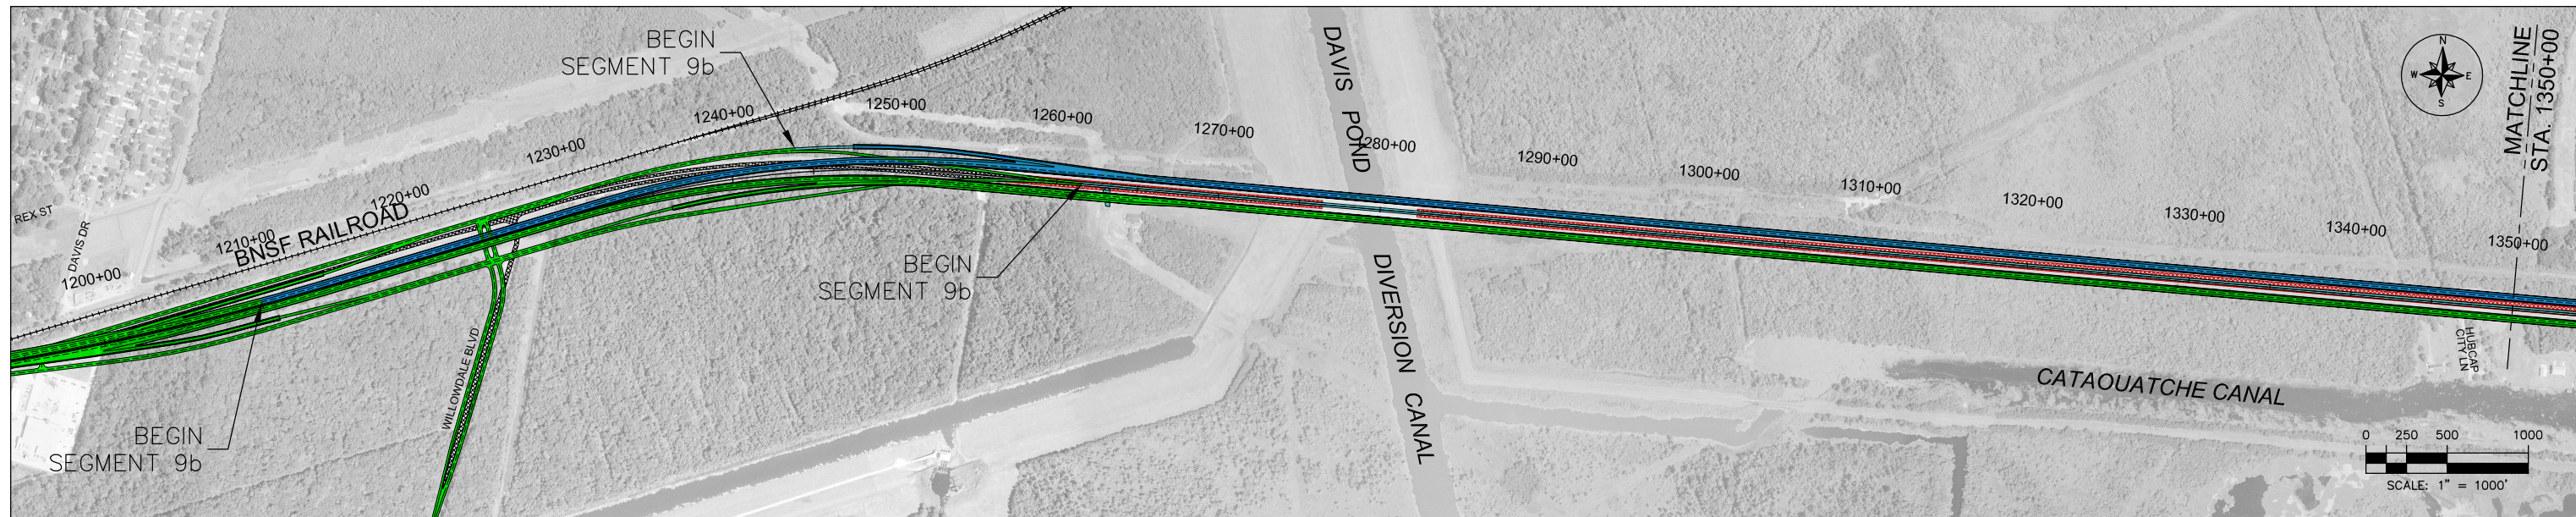 BEGIN
SEGMENT 9b
DAVIS POND
N
W
E
S
MATCHLINE
STA. 1350+00
1200+00
1210+00
1220+00
1230+00
1240+00
1250+00
1260+00
1270+00
1280+00
1290+00
1300+00
1310+00
1320+00
1330+00
1340+00
1350+00
REX ST
DAVIS DR
BNSF RAILROAD
BEGIN
SEGMENT 9b
DIVERSION CANAL
WILLOWDALE BLVD
HUBCAP
CITY LN
CATAOUATCHE CANAL
BEGIN
SEGMENT 9b
0 250 500 1000
SCALE: 1" = 1000'